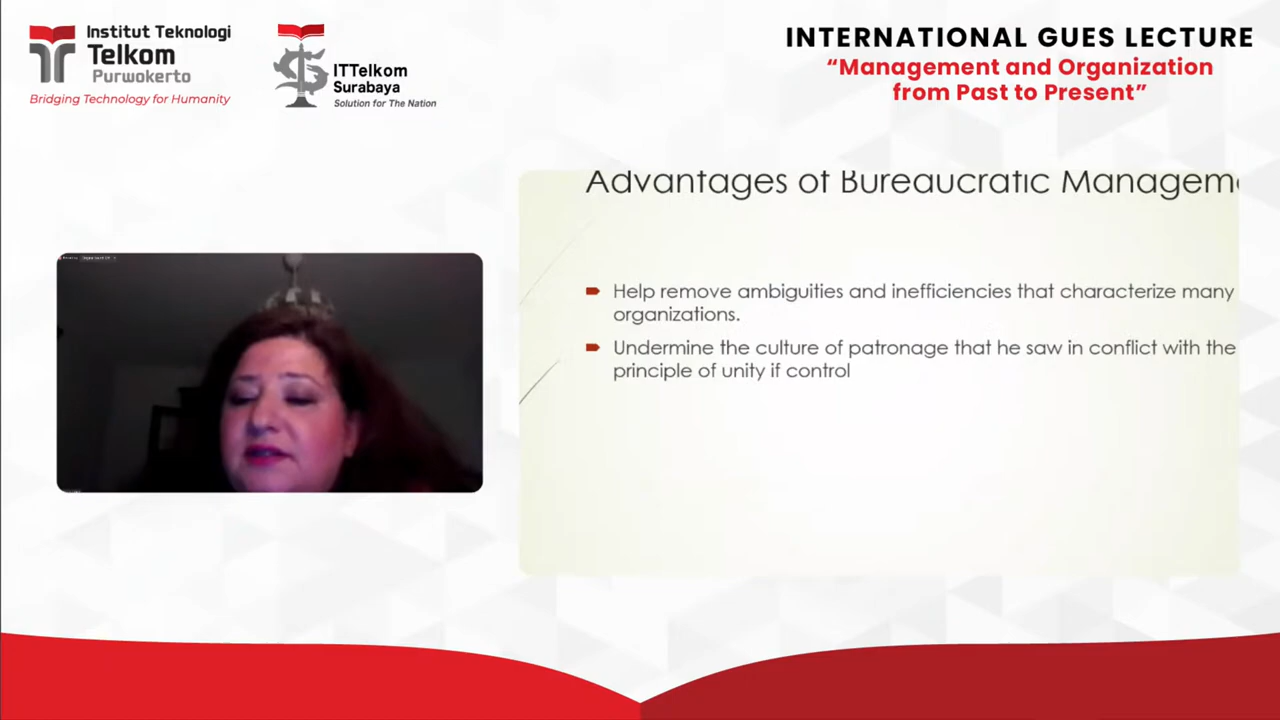 Institut Teknologi
Telkom
Purwokerto
Bridging Technology for Humanity
ITTelkom
Surabaya
Solution for The Nation
INTERNATIONAL GUES LECTURE
“Management and Organization
from Past to Present”
Advantages of Bureaucratic Managem
Help remove ambiguities and inefficiencies that characterize many
organizations.
Undermine the culture of patronage that he saw in conflict with the
principle of unity if control